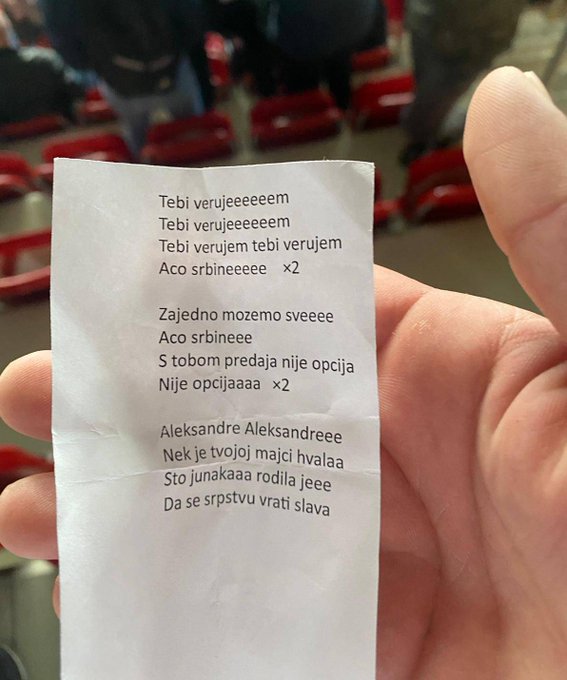 Tebi verujeeeeeem
Tebi verujeeeeeem
Tebi verujem tebi verujem
Aco srbineeeee ×2
Zajedno mozemo sveeee
Aco srbineee
S tobom predaja nije opcija
Nije opcijaaaa ×2
Aleksandre Aleksandreee
Nek je tvojoj majci hvalaa
Sto junakaaa rodila jeee
Da se srpstvu vrati slava